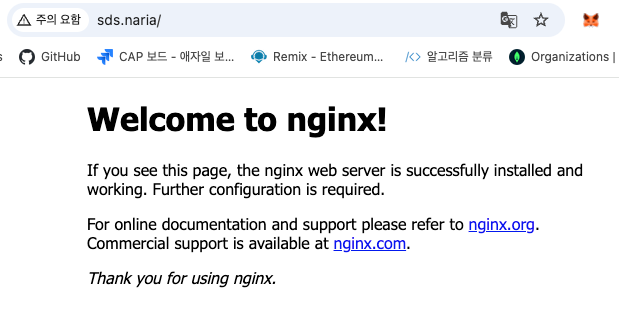 주의 요함 sds.naria/
GitHub CAP 보드 - 애자일 보... Remix - Ethereum... 알고리즘 분류 Organizations |
Welcome to nginx!
If you see this page, the nginx web server is successfully installed and
working. Further configuration is required.
For online documentation and support please refer to nginx.org.
Commercial support is available at nginx.com.
Thank you for using nginx.